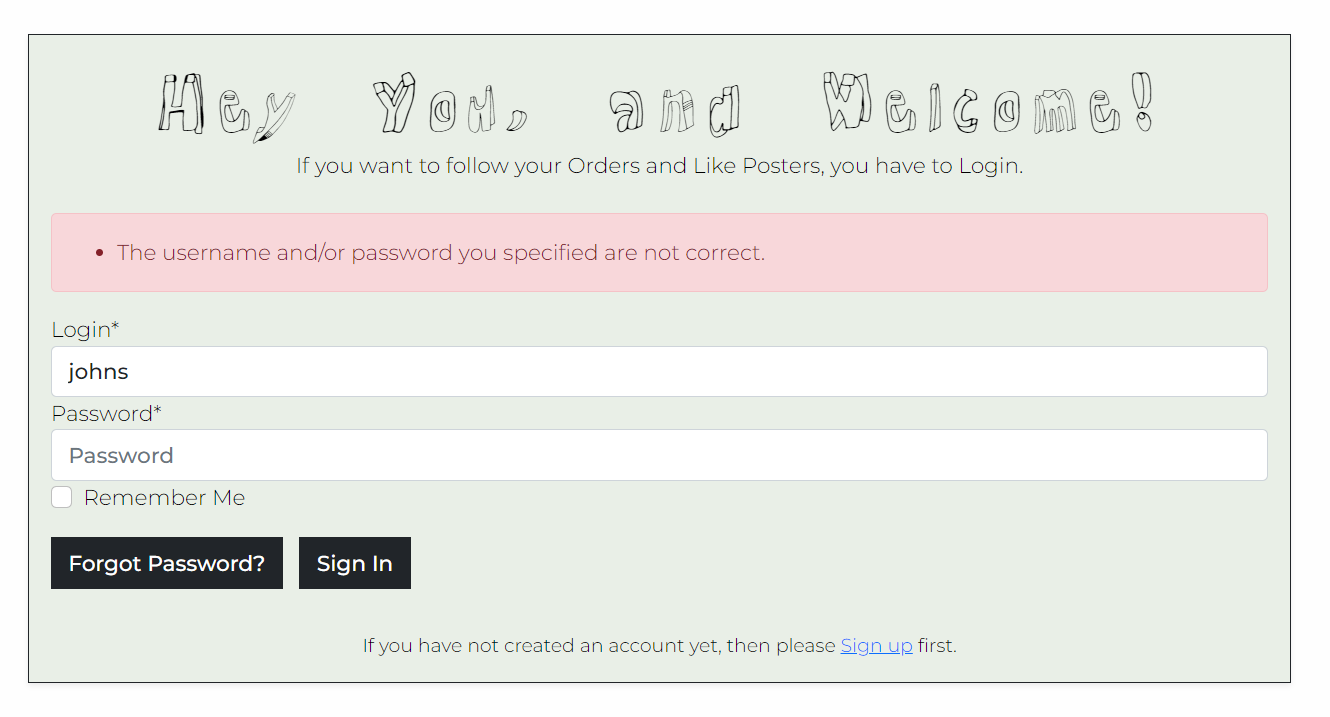 Hey You, and Welcome!
If you want to follow your Orders and Like Posters, you have to Login.
• The username and/or password you specified are not correct.
Login*
johns
Password*
Password
Remember Me
Forgot Password? Sign In
If you have not created an account yet, then please Sign up first.